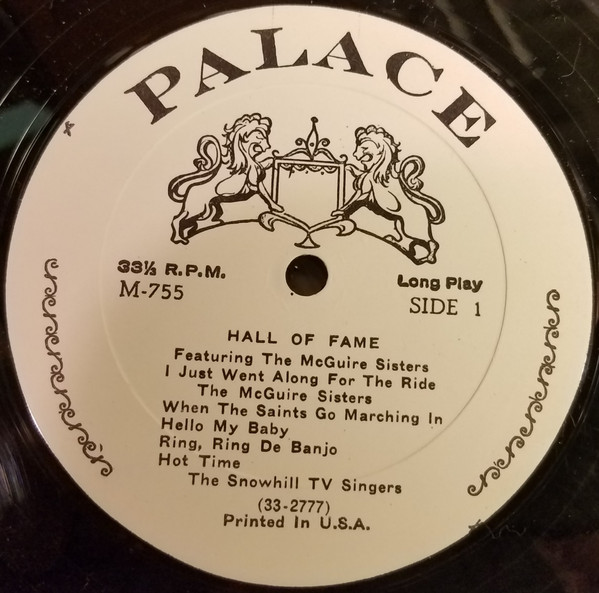 PALACE
33⅓ R.P.M.
M-755
Long Play
SIDE 1
HALL OF FAME
Featuring The McGuire Sisters
I Just Went Along For The Ride
The McGuire Sisters
When The Saints Go Marching In
Hello My Baby
Ring, Ring De Banjo
Hot Time
The Snowhill TV Singers
(33-2777)
Printed In U.S.A.